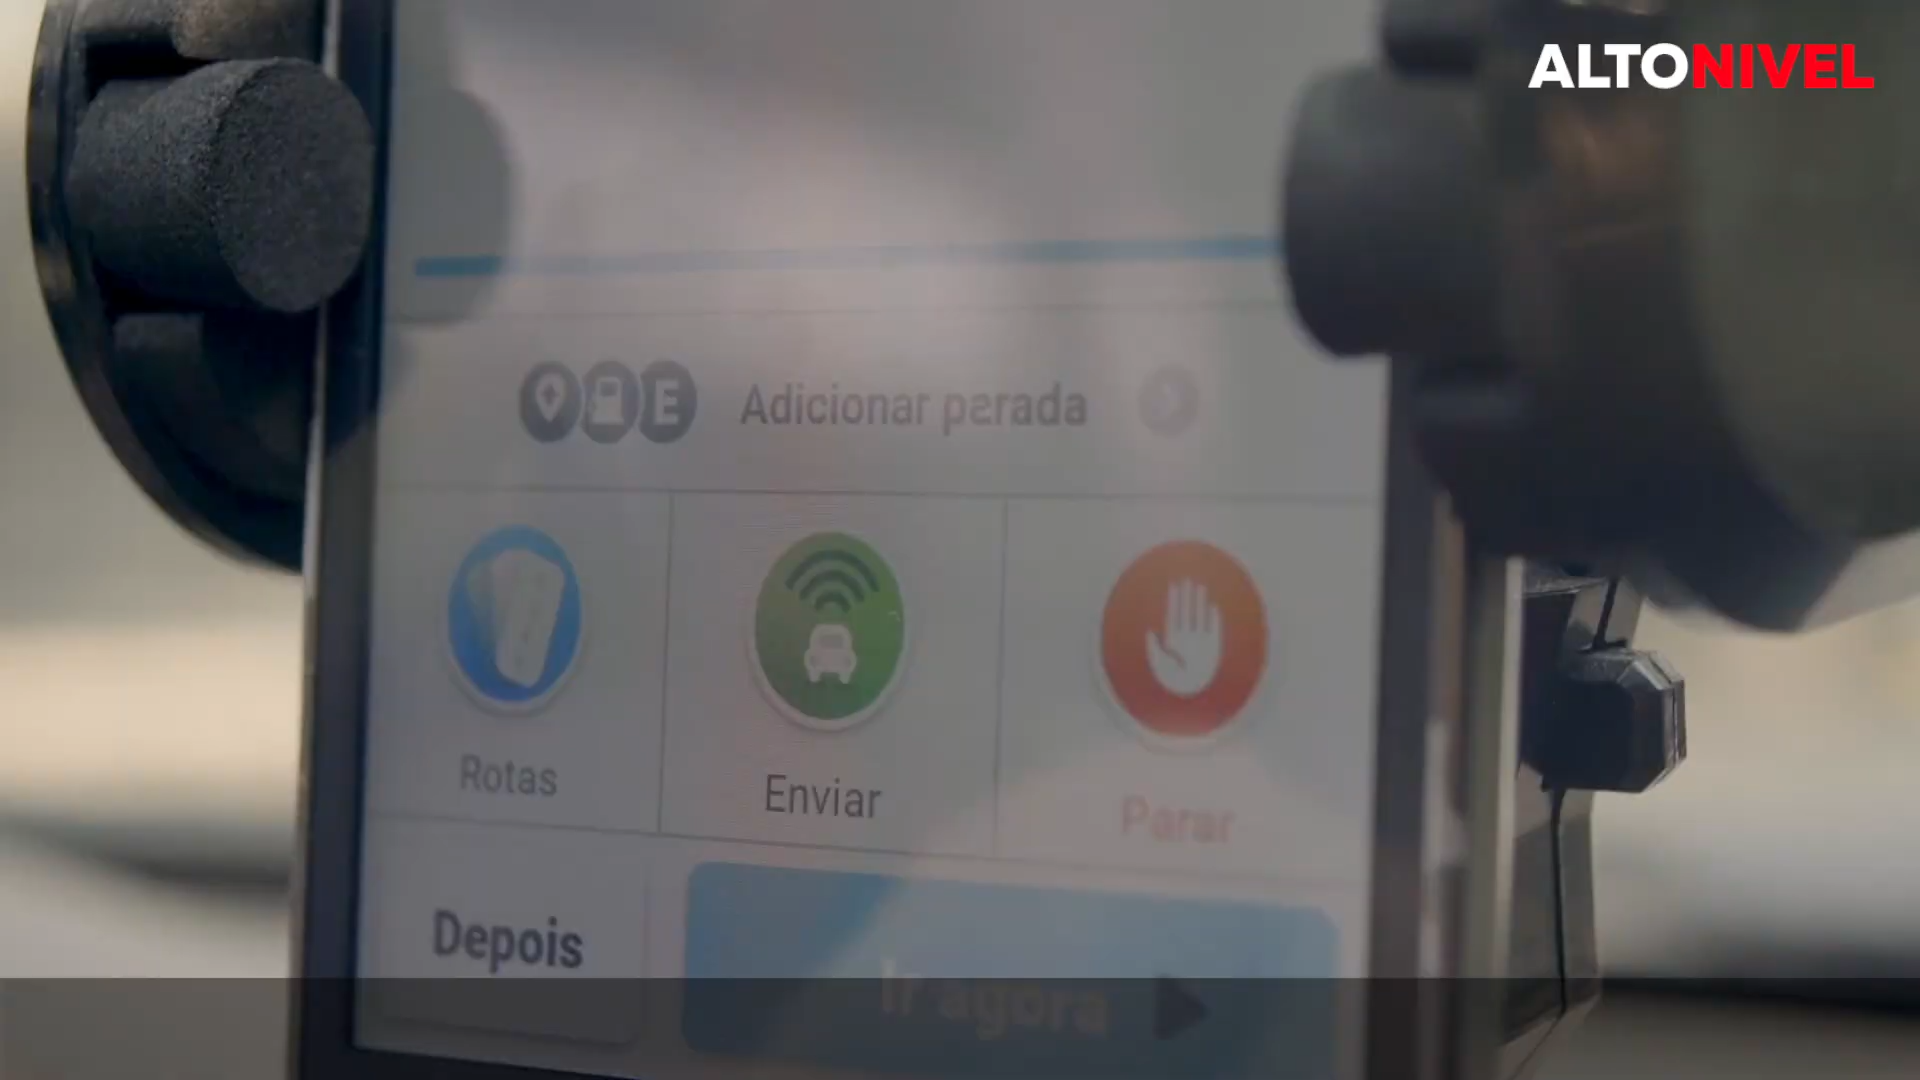 ALTONIVEL
E Adicionar parada
Rotas
Enviar
Parar
Depois
Ir agora